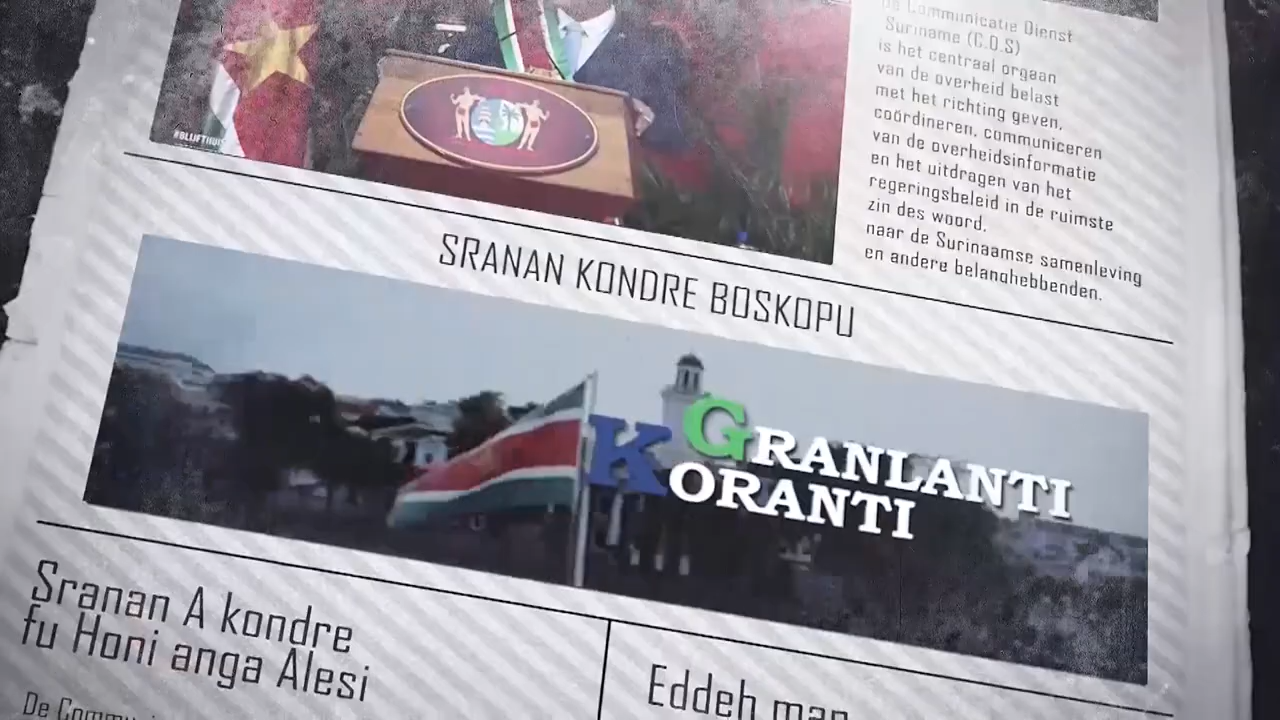 #BLIJFTHUIS
De Communicatie Dienst
Suriname (C.O.S)
is het centraal orgaan
van de overheid belast
met het richting geven,
coördineren, communiceren
van de overheidsinformatie
en het uitdragen van het
regeringsbeleid in de ruimste
zin des woord,
naar de Surinaamse samenleving
en andere belanghebbenden.
SRANAN KONDRE BOSKOPU
GRANLANTI
KORANTI
Sranan A kondre
fu Honi anga Alesi
De
Eddeh man